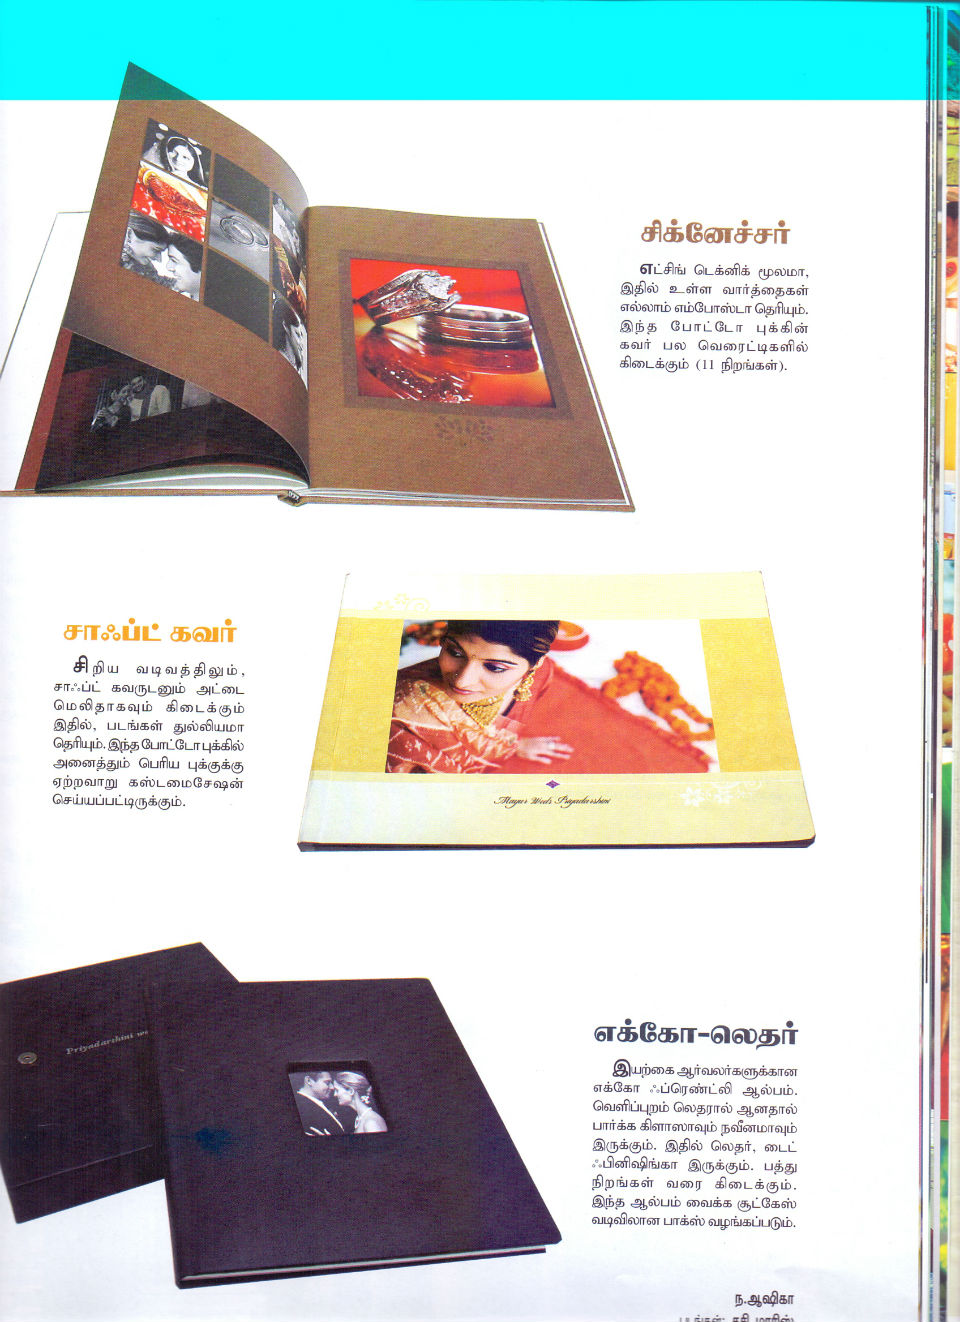 சிக்னேச்சர்
எட்சிங் டெக்னிக் மூலமா,
இதில் உள்ள வார்த்தைகள்
எல்லாம் எம்போஸ்டா தெரியும்.
இந்த போட்டோ புக்கின்
கவர் பல வெரைட்டிகளில்
கிடைக்கும் (11 நிறங்கள்).
சாஃப்ட் கவர்
சிறிய வடிவத்திலும்,
சாஃப்ட் கவருடனும் அட்டை
மெலிதாகவும் கிடைக்கும்
இதில், படங்கள் துல்லியமா
தெரியும். இந்த போட்டோ புக்கில்
அனைத்தும் பெரிய புக்குக்கு
ஏற்றவாறு கஸ்டமைசேஷன்
செய்யப்பட்டிருக்கும்.
Mayur Weds Priyadarshini
Priyadarshini we
எக்கோ-லெதர்
இயற்கை ஆர்வலர்களுக்கான
எக்கோ ஃப்ரெண்ட்லி ஆல்பம்.
வெளிப்புறம் லெதரால் ஆனதால்
பார்க்க கிளாஸாவும் நவீனமாவும்
இருக்கும். இதில் லெதர், டைட்
ஃபினிஷிங்கா இருக்கும். பத்து
நிறங்கள் வரை கிடைக்கும்.
இந்த ஆல்பம் வைக்க சூட்கேஸ்
வடிவிலான பாக்ஸ் வழங்கப்படும்.
ந.ஆஷிகா